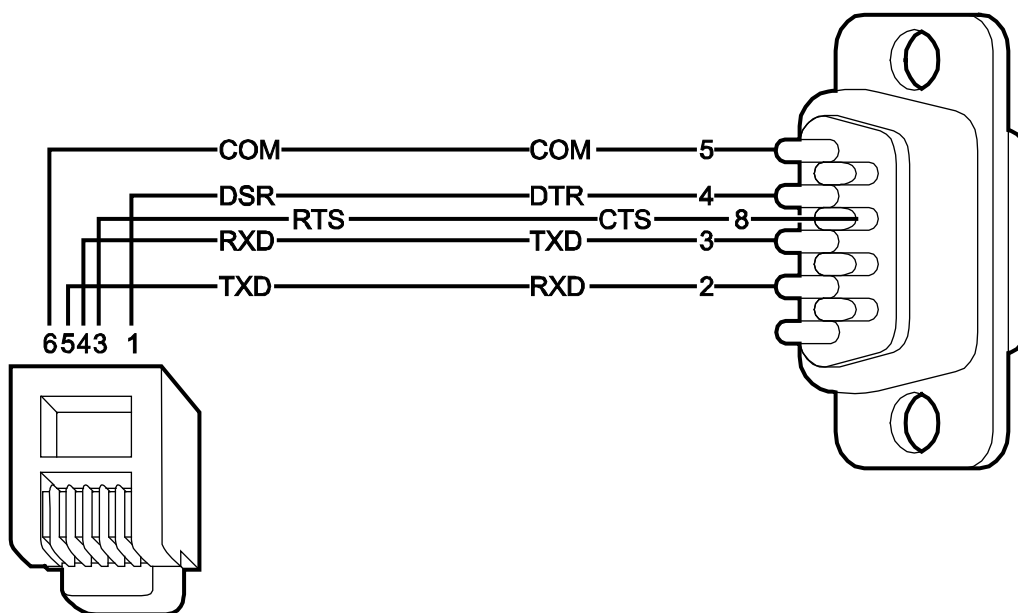 COM COM 5
DSR DTR 4
RTS CTS 8
RXD TXD 3
TXD RXD 2
6543 1